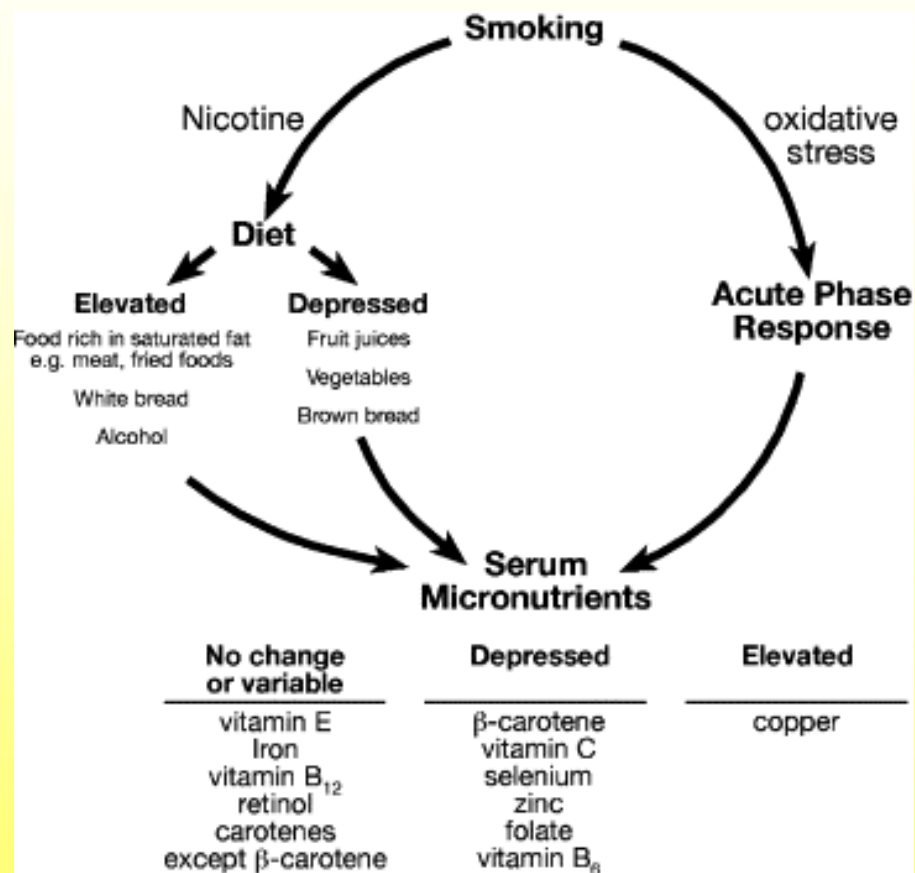 Smoking
Nicotine
oxidative
stress
Diet
Elevated
Food rich in saturated fat
e.g. meat, fried foods
White bread
Alcohol
Depressed
Fruit juices
Vegetables
Brown bread
Acute Phase
Response
Serum
Micronutrients
No change
or variable
vitamin E
Iron
vitamin B₁₂
retinol
carotenes
except β-carotene
Depressed
β-carotene
vitamin C
selenium
zinc
folate
vitamin B₆
Elevated
copper